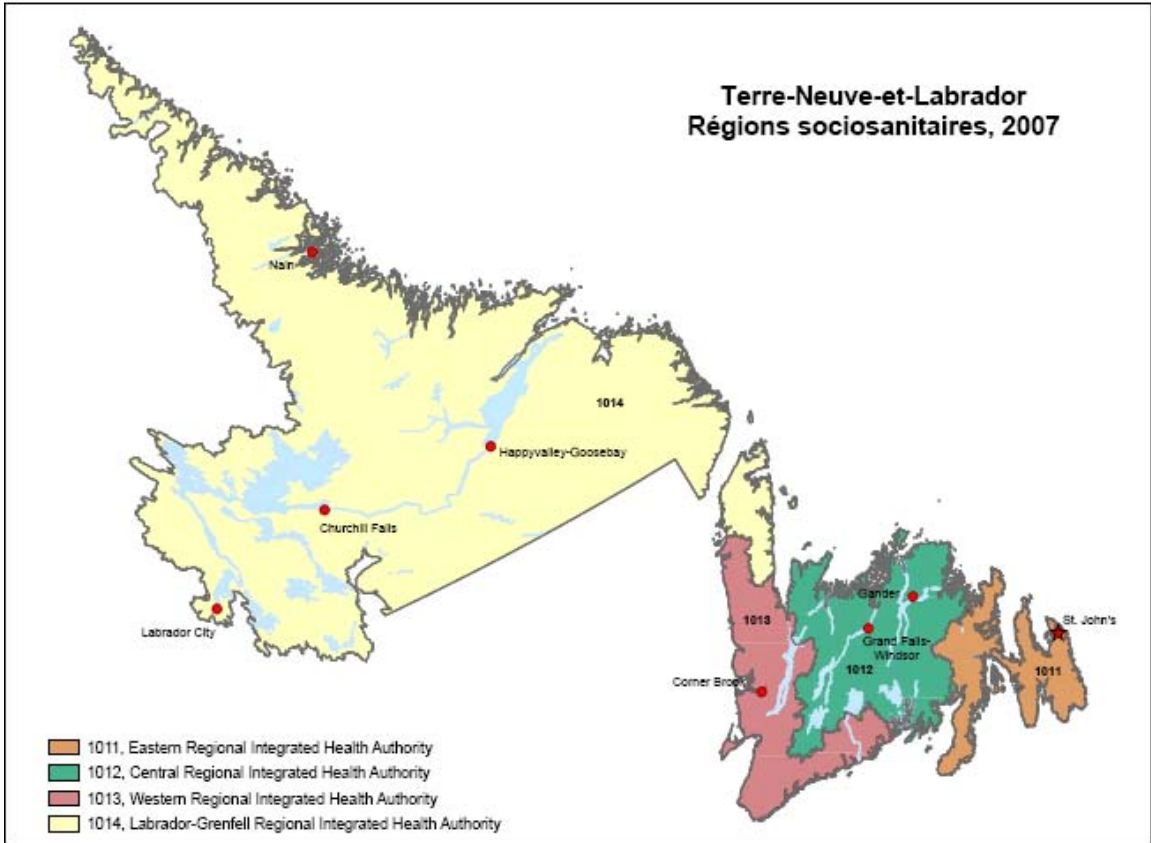 Terre-Neuve-et-Labrador
Régions sociosanitaires, 2007
Nain
1014
Happyvalley-Goosebay
Churchill Falls
Labrador City
Gander
St. John's
1013
Grand Falls-
Windsor
1012
1011
Corner Brook
1011, Eastern Regional Integrated Health Authority
1012, Central Regional Integrated Health Authority
1013, Western Regional Integrated Health Authority
1014, Labrador-Grenfell Regional Integrated Health Authority